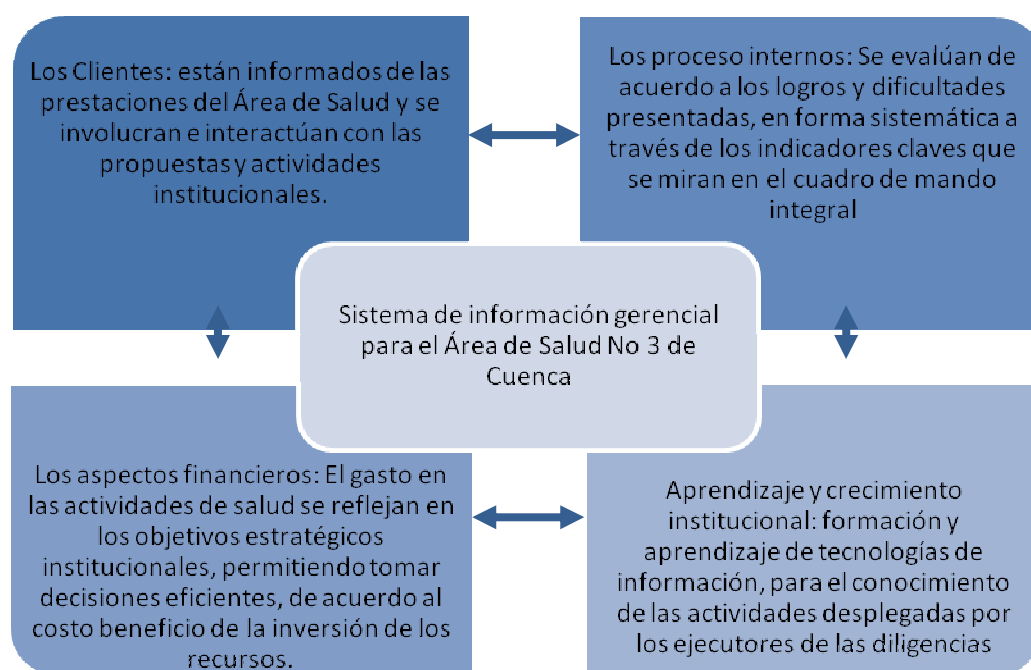 Los Clientes: están informados de las
prestaciones del Área de Salud y se
involucran e interactúan con las
propuestas y actividades
institucionales.
Los proceso internos: Se evalúan de
acuerdo a los logros y dificultades
presentadas, en forma sistemática a
través de los indicadores claves que
se miran en el cuadro de mando
integral
Sistema de información gerencial
para el Área de Salud No 3 de
Cuenca
Los aspectos financieros: El gasto en
las actividades de salud se reflejan en
los objetivos estratégicos
institucionales, permitiendo tomar
decisiones eficientes, de acuerdo al
costo beneficio de la inversión de los
recursos.
Aprendizaje y crecimiento
institucional: formación y
aprendizaje de tecnologías de
información, para el conocimiento
de las actividades desplegadas por
los ejecutores de las diligencias